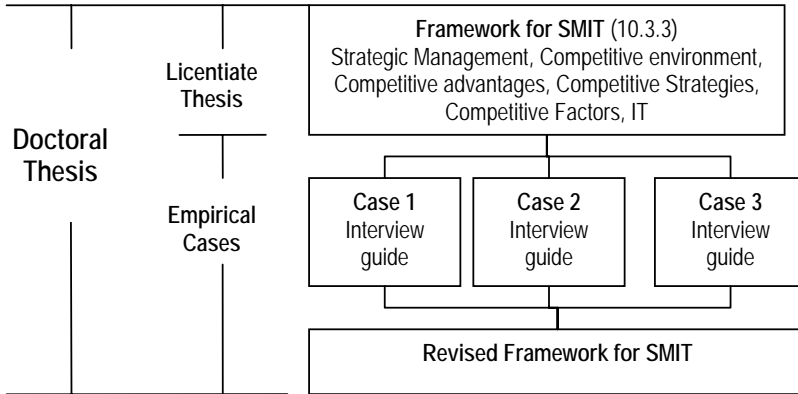 Doctoral
Thesis
Licentiate
Thesis
Empirical
Cases
Framework for SMIT (10.3.3)
Strategic Management, Competitive environment,
Competitive advantages, Competitive Strategies,
Competitive Factors, IT
Case 1
Interview
guide
Case 2
Interview
guide
Case 3
Interview
guide
Revised Framework for SMIT